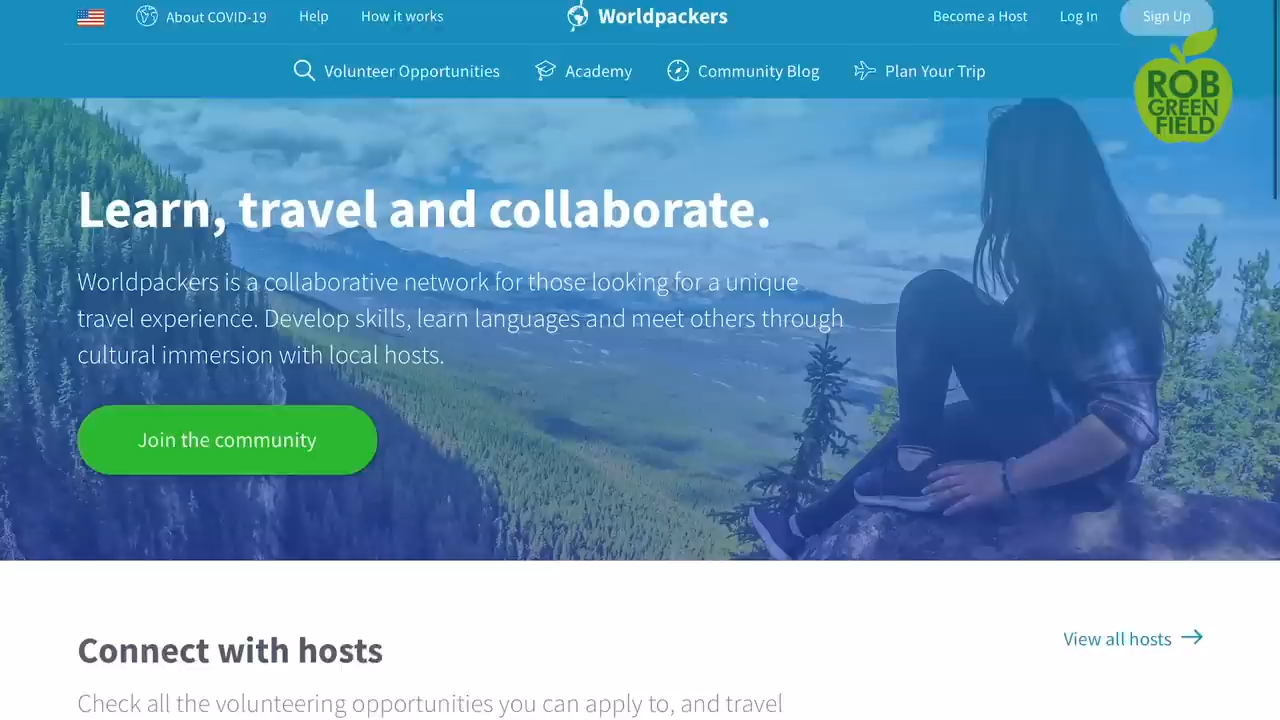 About COVID-19
Help
How it works
Worldpackers
Become a Host
Log In
Sign Up
Volunteer Opportunities
Academy
Community Blog
Plan Your Trip
ROB
GREEN
FIELD
Learn, travel and collaborate.
Worldpackers is a collaborative network for those looking for a unique
travel experience. Develop skills, learn languages and meet others through
cultural immersion with local hosts.
Join the community
Connect with hosts
View all hosts
Check all the volunteering opportunities you can apply to, and travel